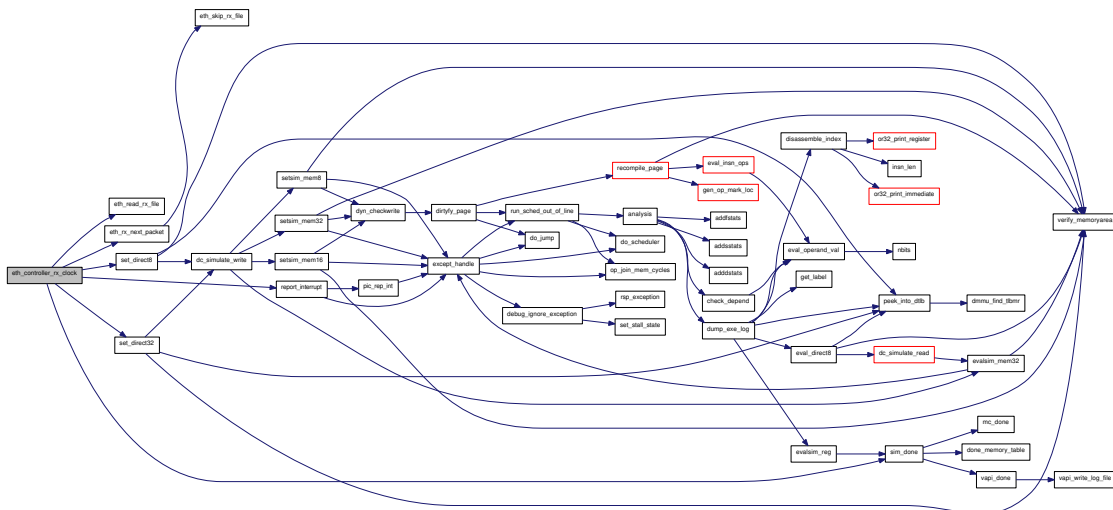 eth_skip_rx_file
eth_read_rx_file
eth_rx_next_packet
eth_controller_rx_clock
set_direct8
set_direct32
dc_simulate_write
report_interrupt
setsim_mem8
setsim_mem32
setsim_mem16
pic_rep_int
dyn_checkwrite
except_handle
dirtyfy_page
run_sched_out_of_line
do_jump
debug_ignore_exception
rsp_exception
set_stall_state
recompile_page
analysis
do_scheduler
op_join_mem_cycles
eval_insn_ops
gen_op_mark_loc
addfstats
addsstats
adddstats
check_depend
dump_exe_log
disassemble_index
or32_print_register
insn_len
or32_print_immediate
eval_operand_val
nbits
get_label
peek_into_dtlb
dmmu_find_tlbmr
eval_direct8
dc_simulate_read
evalsim_mem32
verify_memoryarea
evalsim_reg
sim_done
mc_done
done_memory_table
vapi_done
vapi_write_log_file